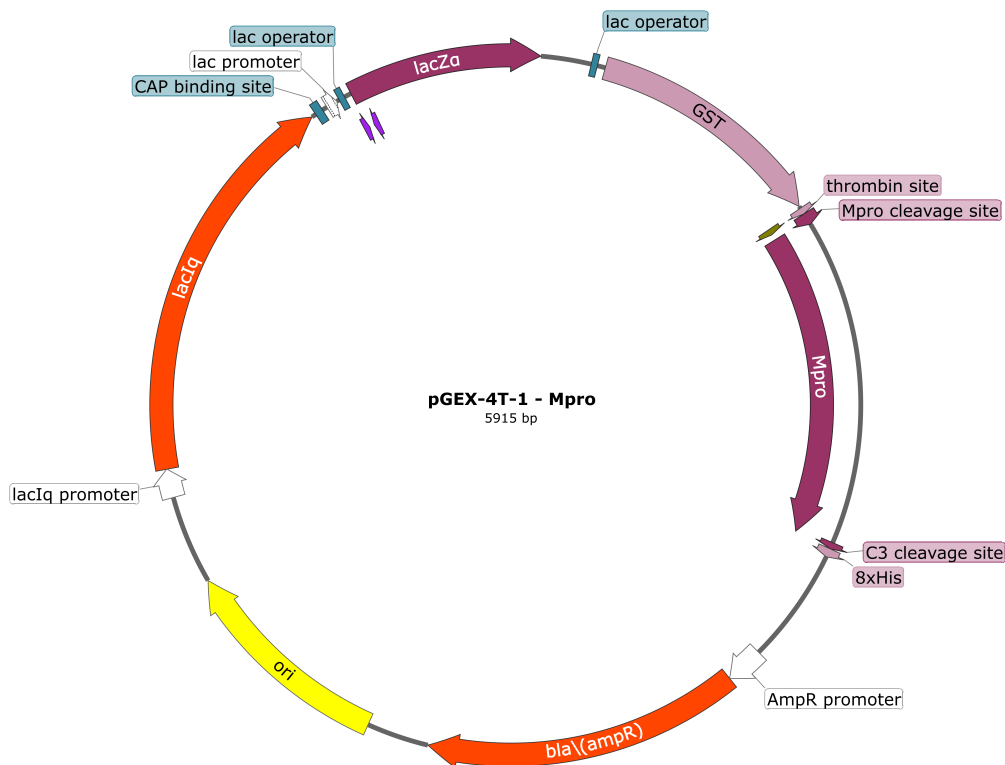 lac operator
lac operator
lac promoter
CAP binding site
lacZα
GST
thrombin site
Mpro cleavage site
lacIq
Mpro
pGEX-4T-1 - Mpro
5915 bp
lacIq promoter
C3 cleavage site
8xHis
ori
AmpR promoter
bla\(ampR)